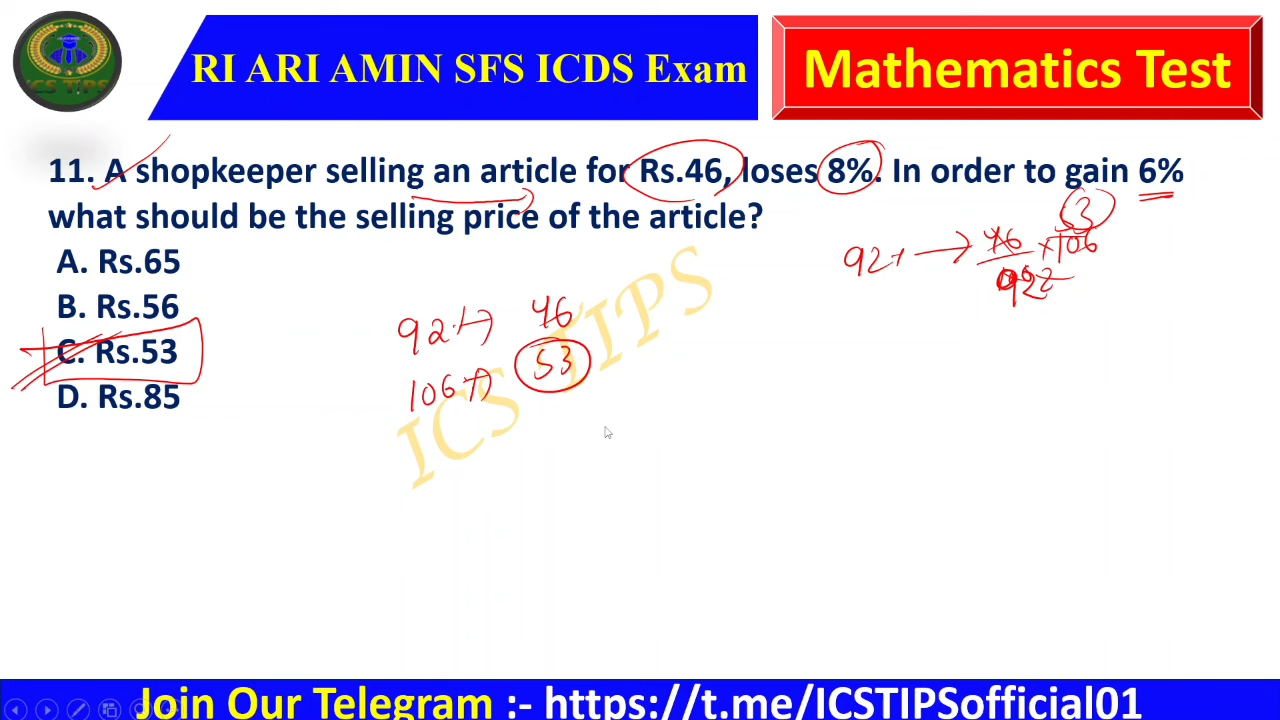 RI ARI AMIN SFS ICDS Exam
Mathematics Test
ICS TIPS
11. A shopkeeper selling an article for Rs.46, loses 8%. In order to gain 6%
what should be the selling price of the article?
A. Rs.65
B. Rs.56
C. Rs.53
D. Rs.85
92% → 46
106% → 53
92% → 46 × 106
92
ICS TIPS
Join Our Telegram :- https://t.me/ICSTIPSofficial01